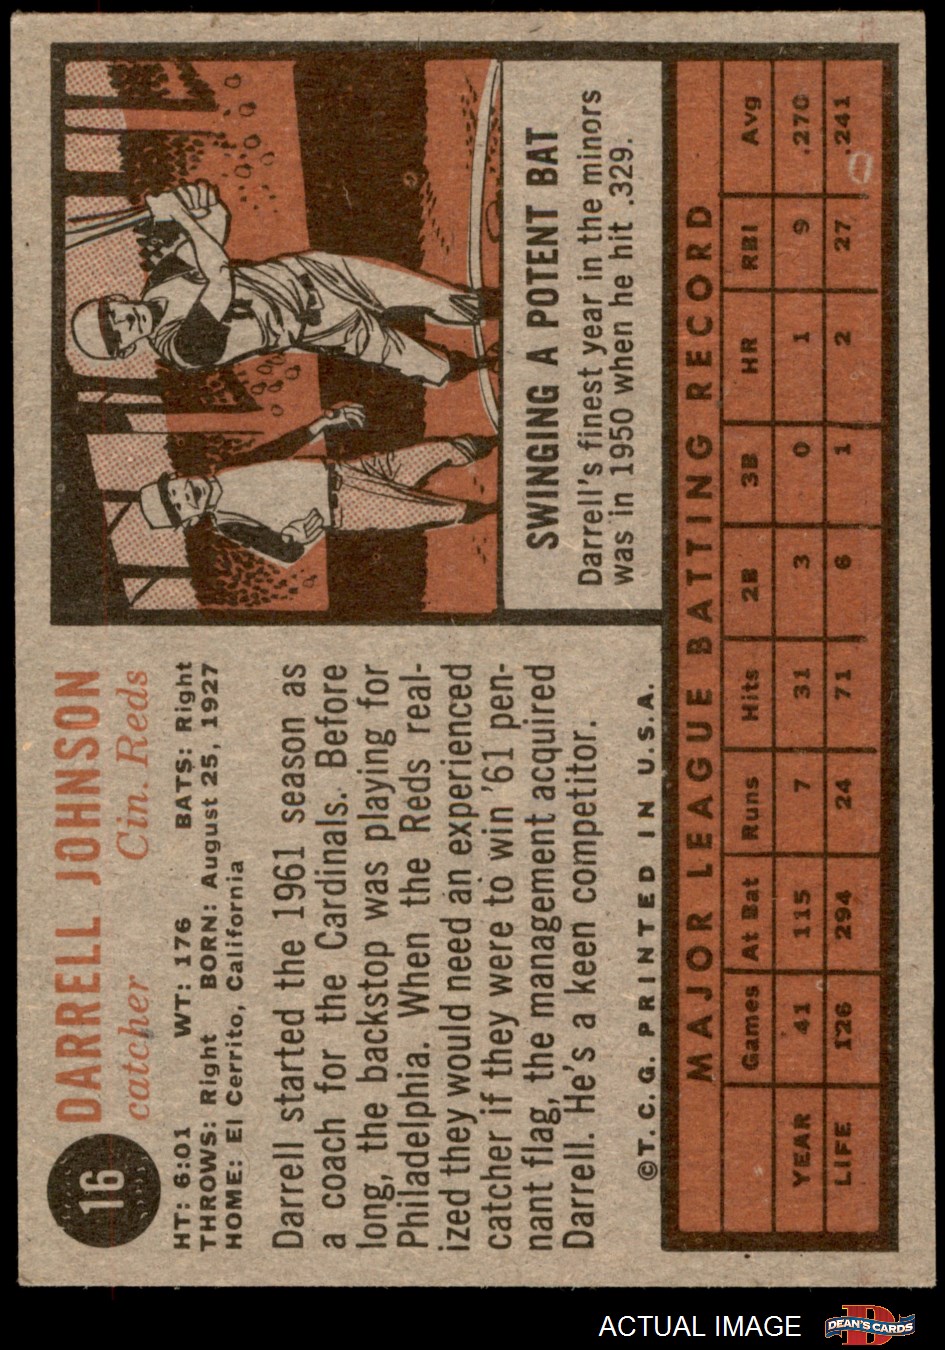 16
DARRELL JOHNSON
catcher Cin. Reds
HT: 6:01 WT: 176 BATS: Right
THROWS: Right BORN: August 25, 1927
HOME: El Cerrito, California
Darrell started the 1961 season as
a coach for the Cardinals. Before
long, the backstop was playing for
Philadelphia. When the Reds real-
ized they would need an experienced
catcher if they were to win '61 pen-
nant flag, the management acquired
Darrell. He's a keen competitor.
©T. C. G. PRINTED IN U.S.A.
SWINGING A POTENT BAT
Darrell's finest year in the minors
was in 1950 when he hit .329.
MAJOR LEAGUE BATTING RECORD
Games At Bat Runs Hits 2B 3B HR RBI Avg
YEAR 41 115 7 31 3 0 1 9 .270
LIFE 126 294 24 71 6 1 2 27 .241
ACTUAL IMAGE
D
DEAN'S CARDS